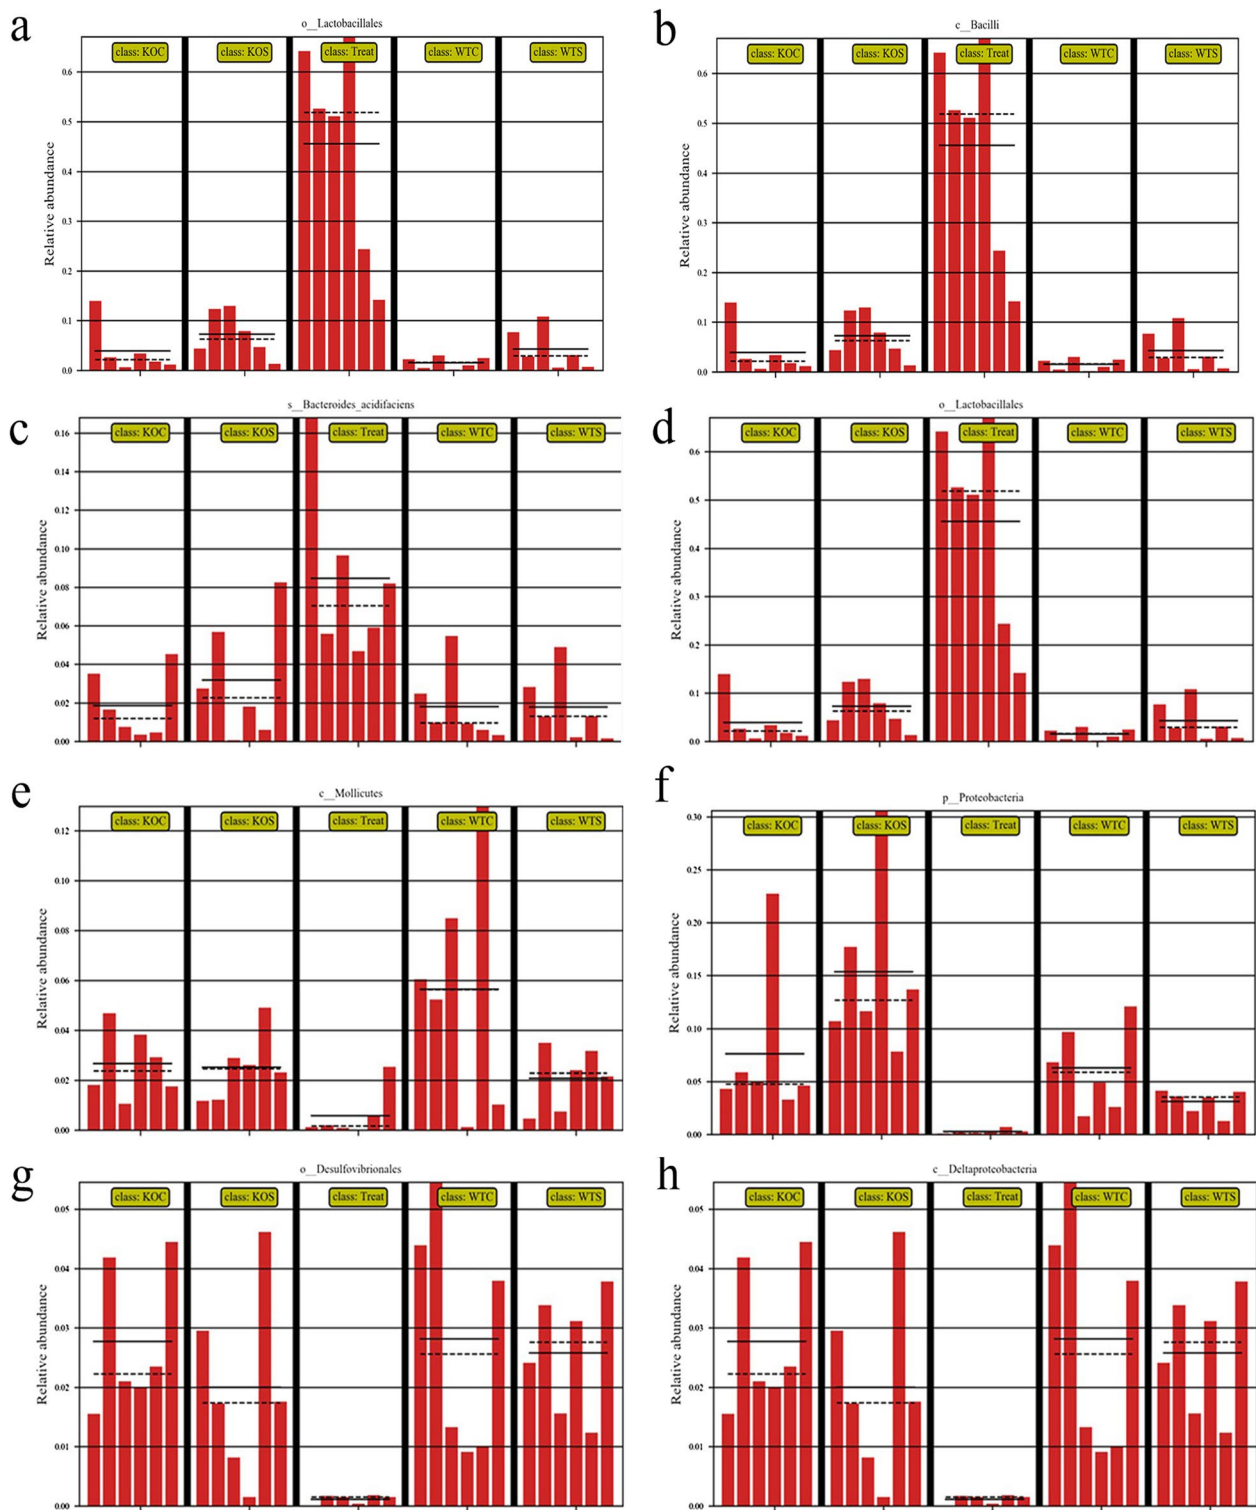 a
o__Lactobacillales
class: KOC
class: KOS
class: Treat
class: WTC
class: WTS
Relative abundance
0.6
0.5
0.4
0.3
0.2
0.1
0.0
b
c__Bacilli
class: KOC
class: KOS
class: Treat
class: WTC
class: WTS
Relative abundance
0.6
0.5
0.4
0.3
0.2
0.1
0.0
c
s__Bacteroides_acidifaciens
class: KOC
class: KOS
class: Treat
class: WTC
class: WTS
Relative abundance
0.16
0.14
0.12
0.10
0.08
0.06
0.04
0.02
0.00
d
o__Lactobacillales
class: KOC
class: KOS
class: Treat
class: WTC
class: WTS
Relative abundance
0.6
0.5
0.4
0.3
0.2
0.1
0.0
e
c__Mollicutes
class: KOC
class: KOS
class: Treat
class: WTC
class: WTS
Relative abundance
0.12
0.10
0.08
0.06
0.04
0.02
0.00
f
p__Proteobacteria
class: KOC
class: KOS
class: Treat
class: WTC
class: WTS
Relative abundance
0.30
0.25
0.20
0.15
0.10
0.05
0.00
g
o__Desulfovibrionales
class: KOC
class: KOS
class: Treat
class: WTC
class: WTS
Relative abundance
0.05
0.04
0.03
0.02
0.01
0.00
h
c__Deltaproteobacteria
class: KOC
class: KOS
class: Treat
class: WTC
class: WTS
Relative abundance
0.05
0.04
0.03
0.02
0.01
0.00